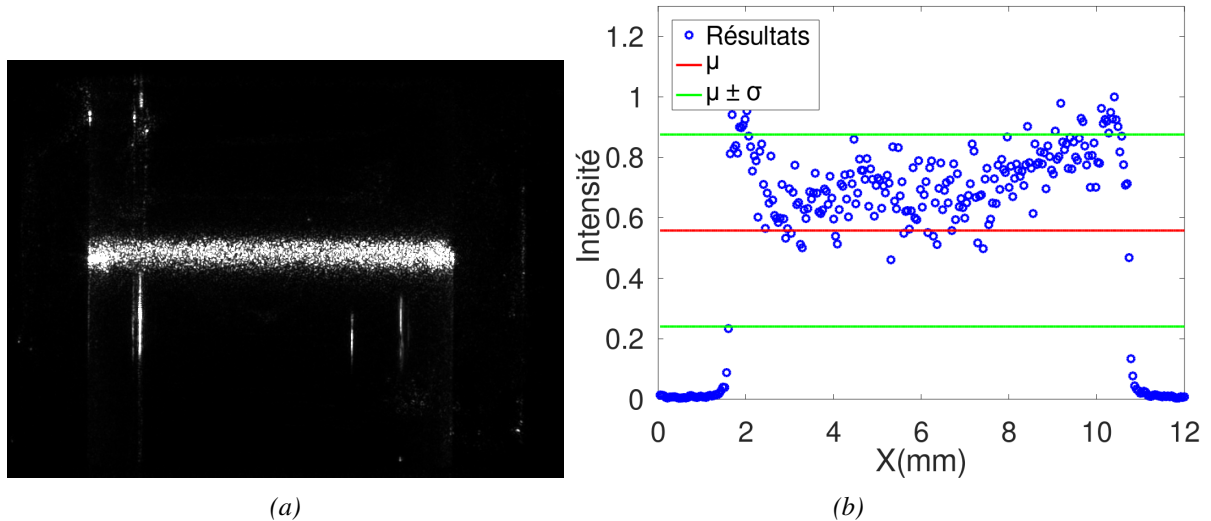 1.2
1
0.8
0.6
0.4
0.2
0
Intensité
Résultats
μ
μ ± σ
0 2 4 6 8 10 12
X(mm)
(a) (b)